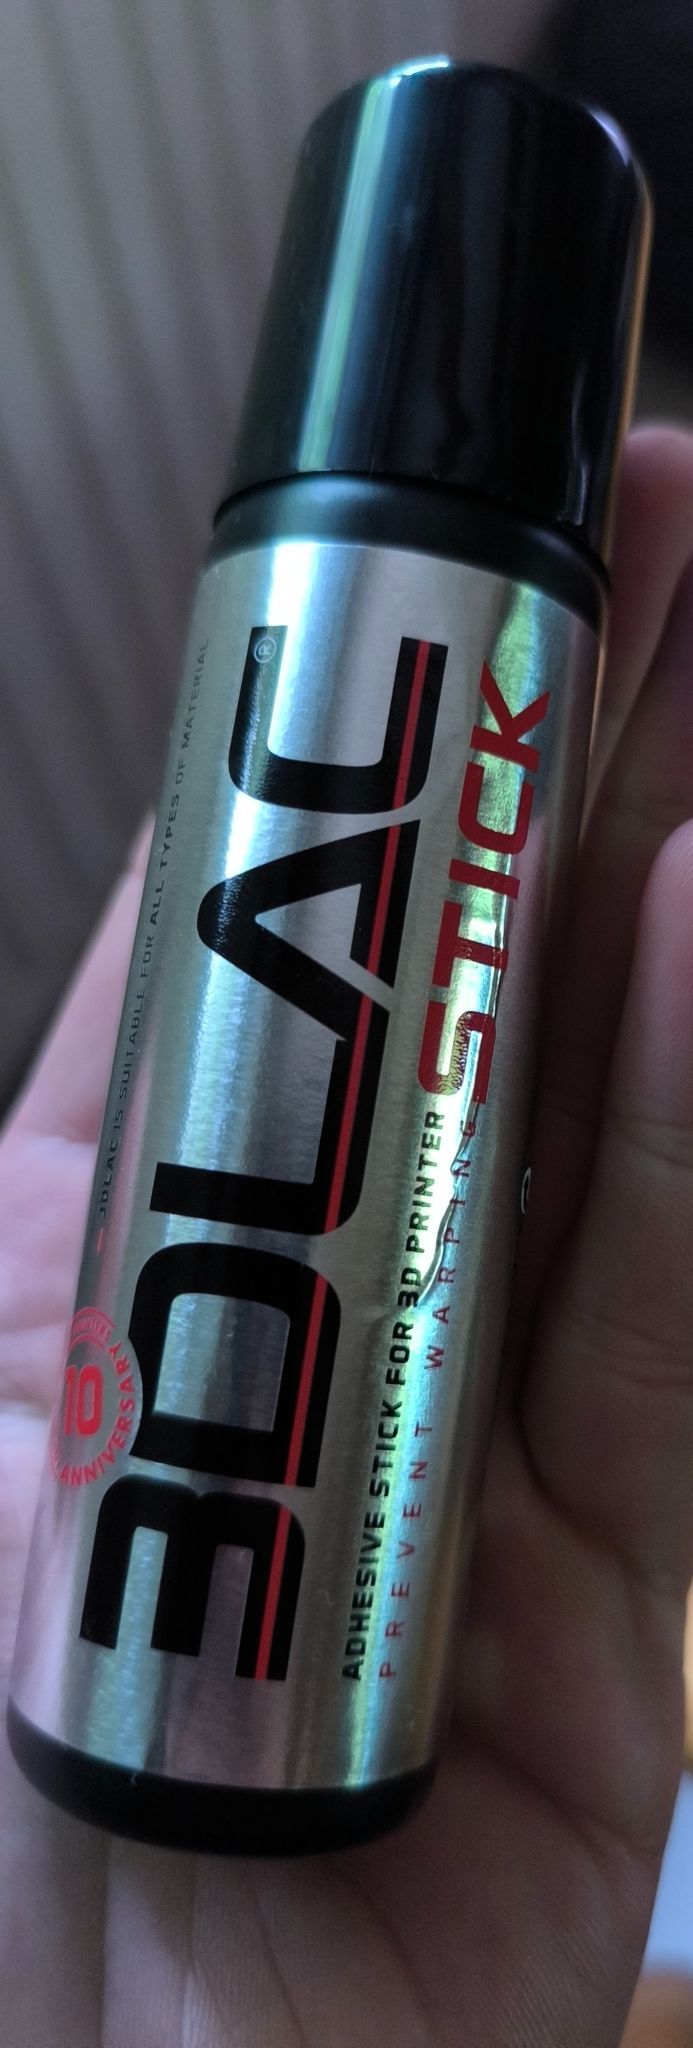 3DLAC IS SUITABLE FOR ALL TYPES OF MATERIAL
10
ANNIVERSARY
3DLAC®
STICK
ADHESIVE STICK FOR 3D PRINTER
PREVENT WARPING